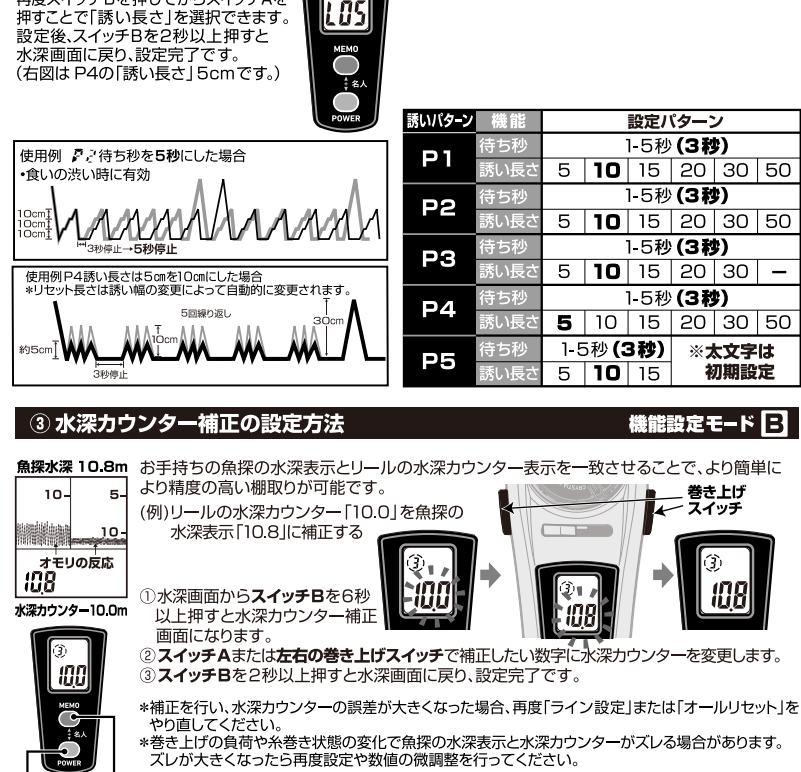 押すことで「誘い長さ」を選択できます。
設定後、スイッチBを2秒以上押すと
水深画面に戻り、設定完了です。
(右図は P4の「誘い長さ」5cmです。)
LO5
MEMO
名人
POWER
使用例 P2 待ち秒を5秒にした場合
•食いの渋い時に有効
10cm
10cm
10cm
3秒停止→5秒停止
使用例P4誘い長さは5cmを10cmにした場合
*リセット長さは誘い幅の変更によって自動的に変更されます。
5回繰り返し
30cm
10cm
約5cm
3秒停止
誘いパターン 機能 設定パターン
P1 待ち秒 1-5秒(3秒)
誘い長さ 5 10 15 20 30 50
P2 待ち秒 1-5秒(3秒)
誘い長さ 5 10 15 20 30 50
P3 待ち秒 1-5秒(3秒)
誘い長さ 5 10 15 20 30 −
P4 待ち秒 1-5秒(3秒)
誘い長さ 5 10 15 20 30 50
P5 待ち秒 1-5秒(3秒) ※太文字は
誘い長さ 5 10 15 初期設定
③ 水深カウンター補正の設定方法 機能設定モード B
魚探水深 10.8m
10- 5-
10-
オモリの反応
10.8
水深カウンター10.0m
③
10.0
MEMO
名人
POWER
お手持ちの魚探の水深表示とリールの水深カウンター表示を一致させることで、より簡単に
より精度の高い棚取りが可能です。
(例)リールの水深カウンター「10.0」を魚探の
水深表示「10.8」に補正する
巻き上げ
スイッチ
③
10.0
③
10.8
③
10.8
①水深画面からスイッチBを6秒
以上押すと水深カウンター補正
画面になります。
②スイッチAまたは左右の巻き上げスイッチで補正したい数字に水深カウンターを変更します。
③スイッチBを2秒以上押すと水深画面に戻り、設定完了です。
*補正を行い、水深カウンターの誤差が大きくなった場合、再度「ライン設定」または「オールリセット」を
やり直してください。
*巻き上げの負荷や糸巻き状態の変化で魚探の水深表示と水深カウンターがズレる場合があります。
ズレが大きくなったら再度設定や数値の微調整を行ってください。